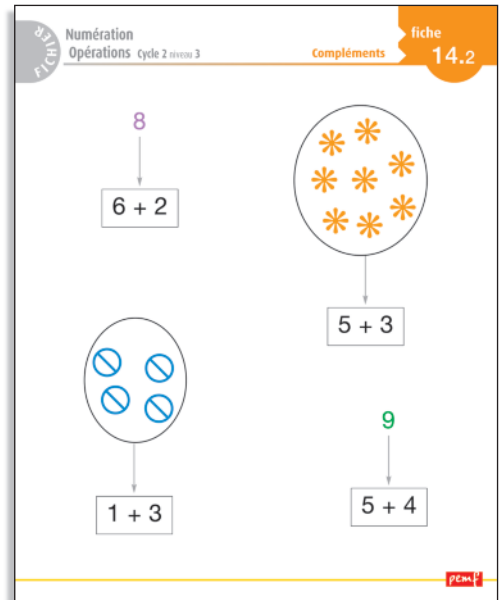 FICHIER
Numération
Opérations Cycle 2 niveau 3
Compléments
fiche
14.2
8
6 + 2
5 + 3
1 + 3
9
5 + 4
pemf